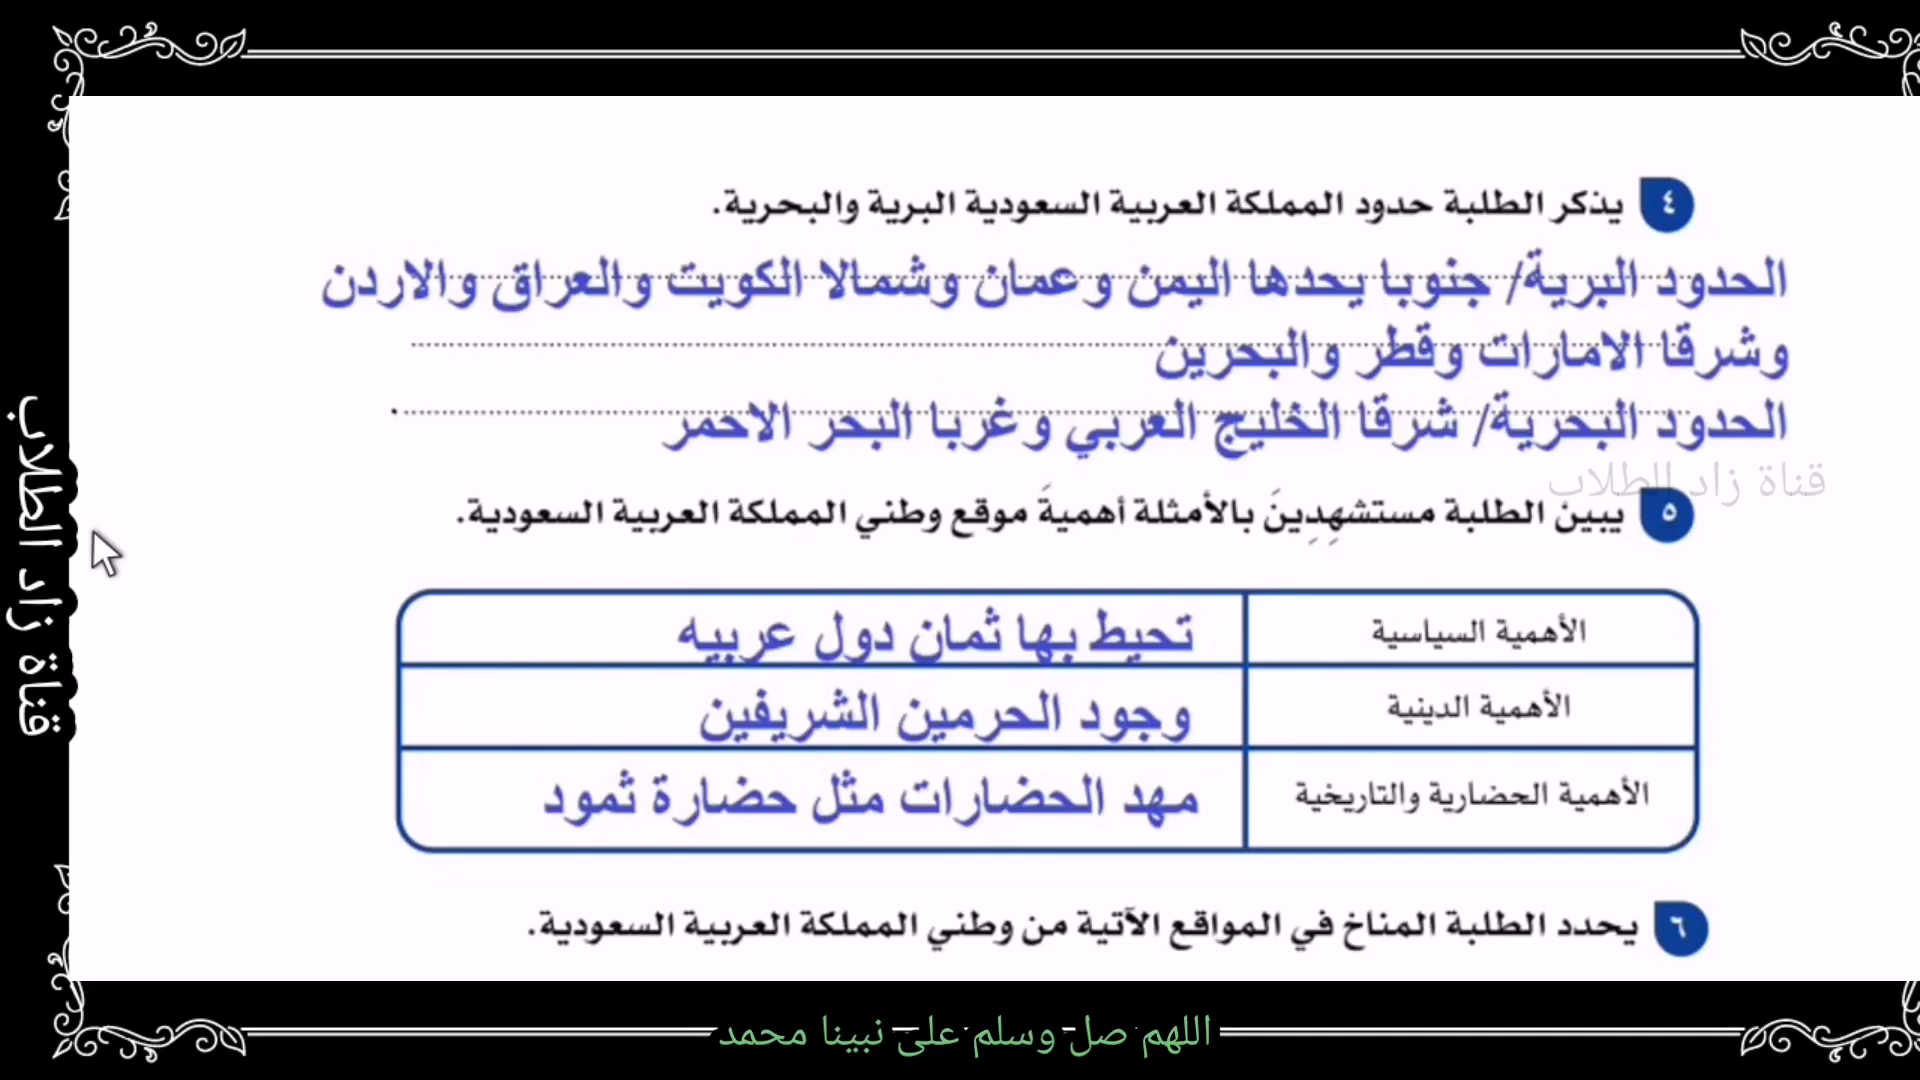 ٤ يذكر الطلبة حدود المملكة العربية السعودية البرية والبحرية.
الحدود البرية/ جنوبا يحدها اليمن وعمان وشمالا الكويت والعراق والاردن
وشرقا الامارات وقطر والبحرين
الحدود البحرية/ شرقا الخليج العربي وغربا البحر الاحمر
قناة زاد الطلاب
٥ يبين الطلبة مستشهِدِينَ بالأمثلة أهميةَ موقع وطني المملكة العربية السعودية.
الأهمية السياسية تحيط بها ثمان دول عربيه
الأهمية الدينية وجود الحرمين الشريفين
الأهمية الحضارية والتاريخية مهد الحضارات مثل حضارة ثمود
٦ يحدد الطلبة المناخ في المواقع الآتية من وطني المملكة العربية السعودية.
قناة زاد الطلاب
اللهم صل وسلم على نبينا محمد